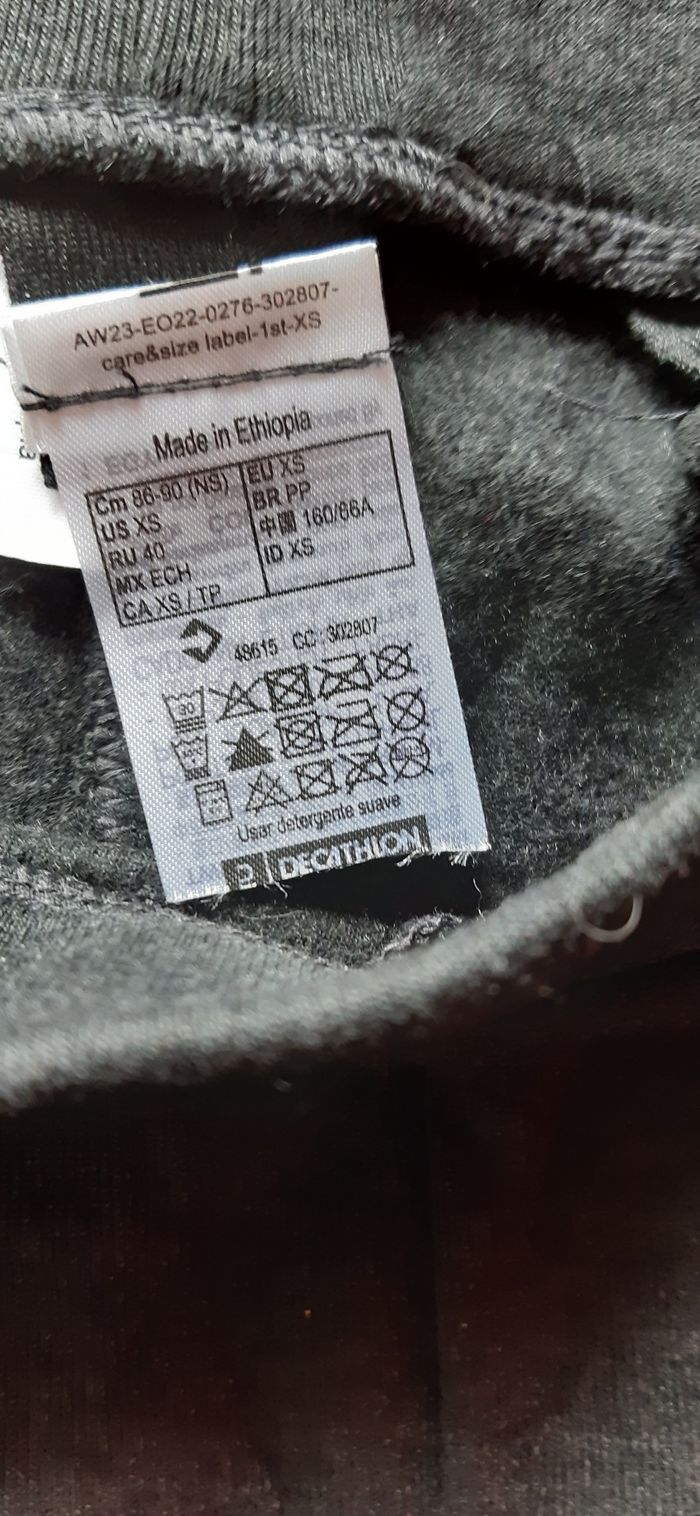 AW23-EO22-0276-302807-
care&size label-1st-XS
Made in Ethiopia
Cm 86-90 (NS)
US XS
RU 40
MX ECH
CA XS / TP
EU XS
BR PP
中國 160/66A
ID XS
48615 CC : 302807
30
Usar detergente suave
DECATHLON